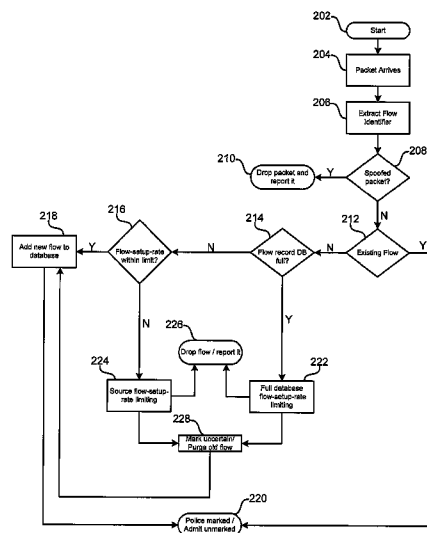 202
Start
204
Packet Arrives
206
Extract Flow
Identifier
208
Spoofed
packet?
210
Drop packet and
report it
Y
N
218
Add new flow to
database
216
Flow-setup-rate
within limit?
Y
214
Flow record DB
full?
N
212
Existing Flow
N
Y
N
Y
226
Drop flow / report it
224
Source flow-setup-
rate limiting
222
Full database
flow-setup-rate
limiting
228
Mark uncertain/
Purge old flow
220
Police marked /
Admit unmarked